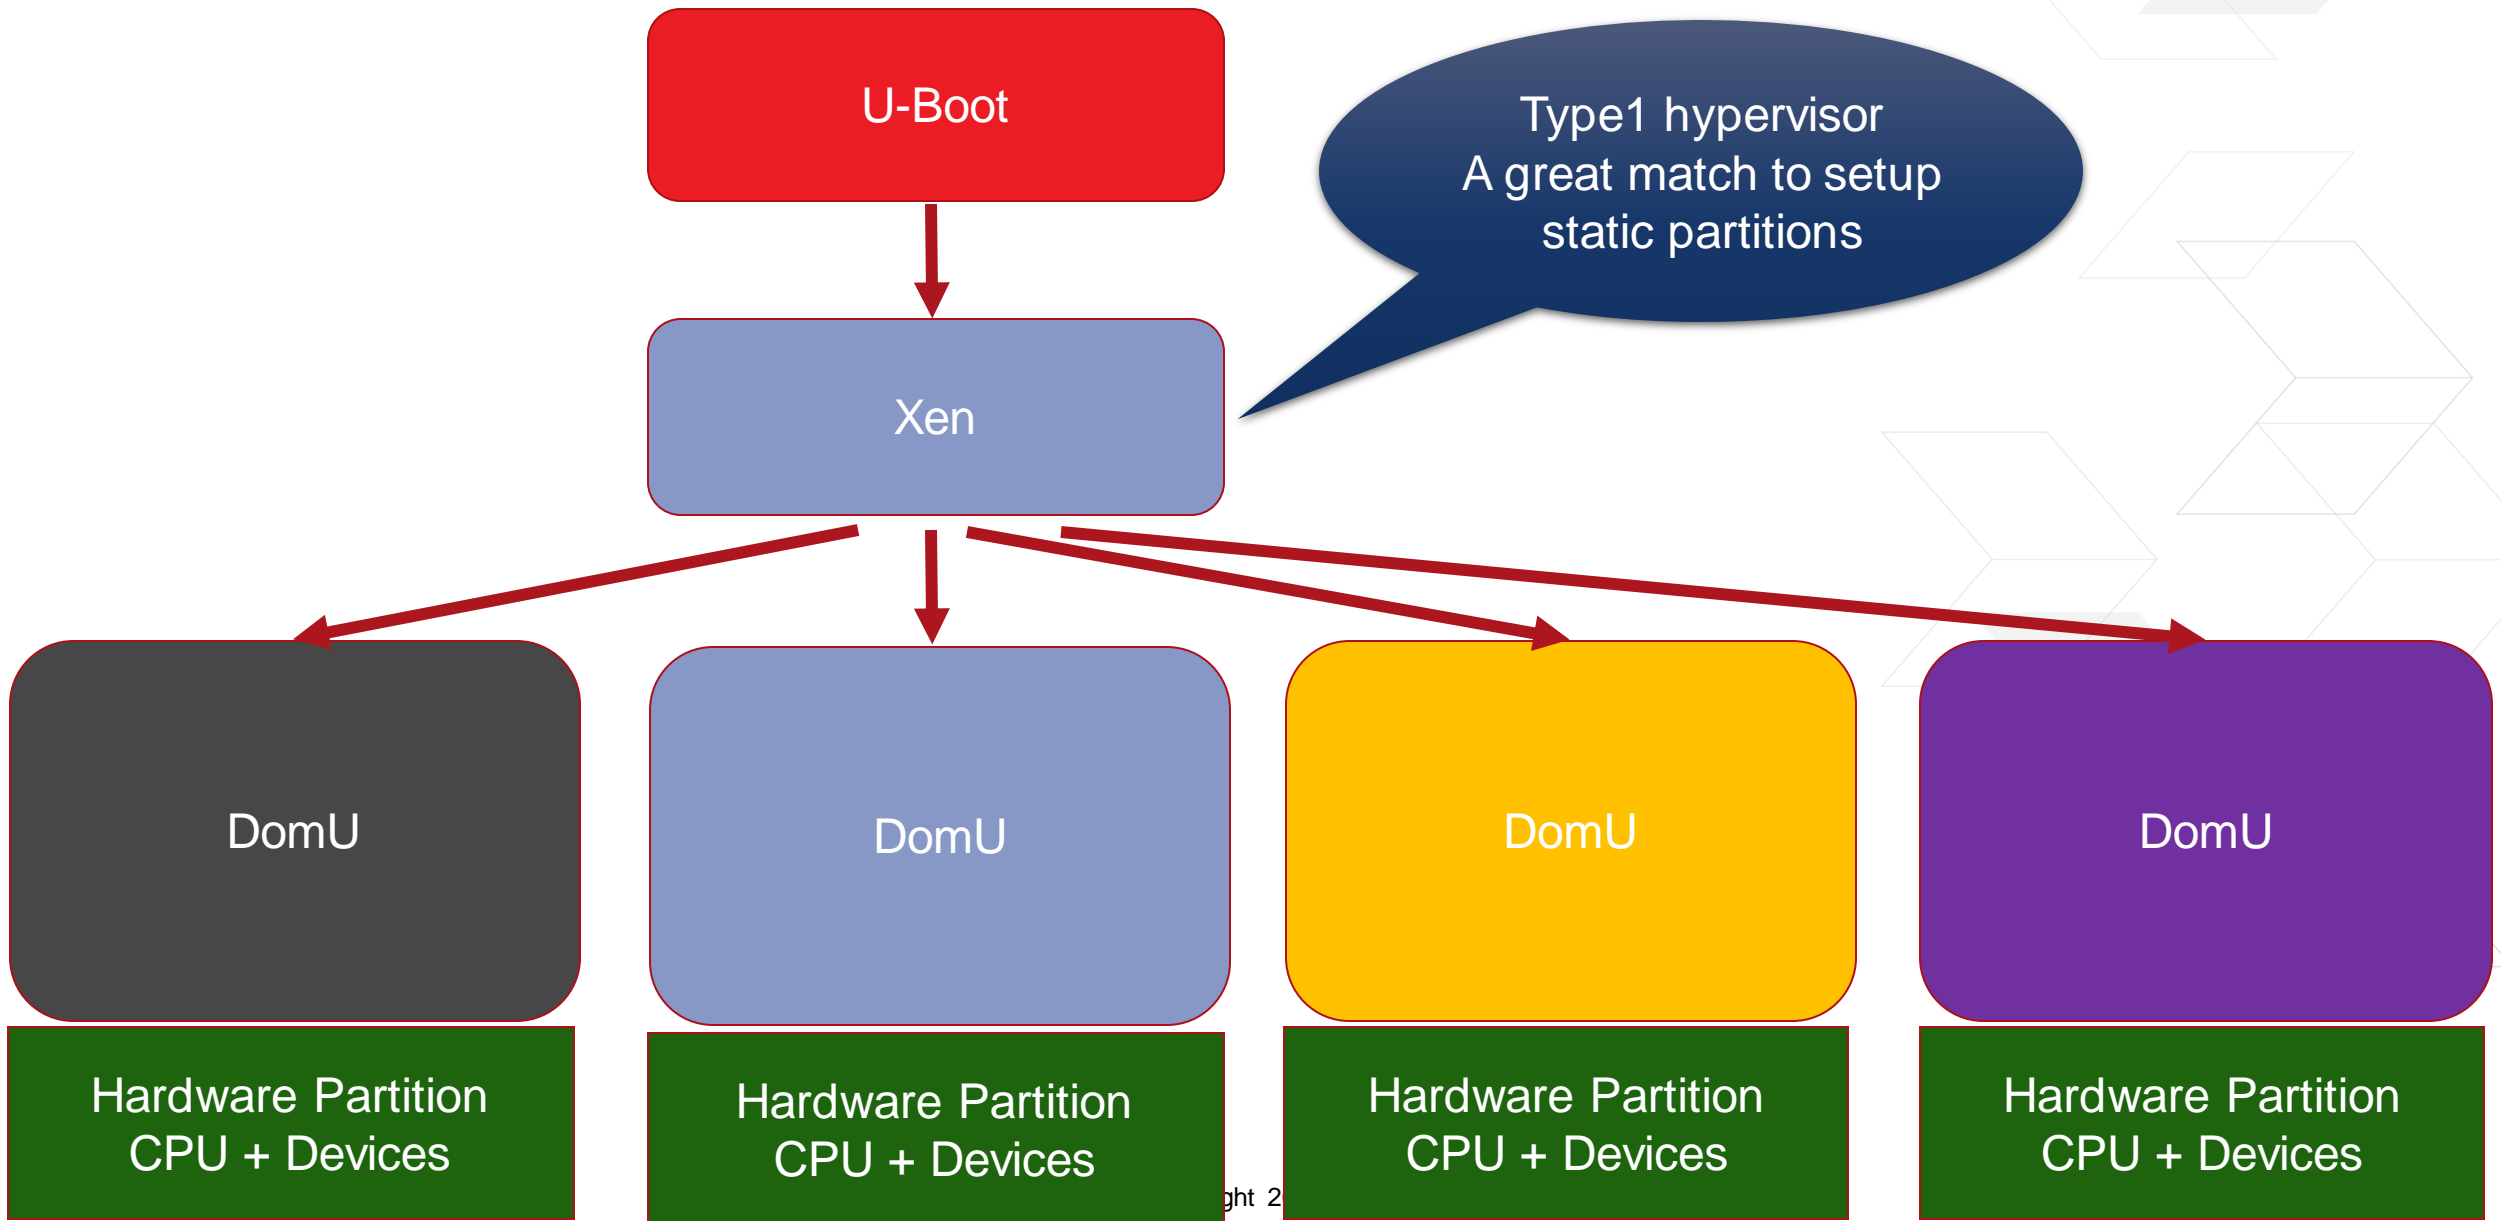 U-Boot
Type1 hypervisor
A great match to setup
static partitions
Xen
DomU
DomU
DomU
DomU
Hardware Partition
CPU + Devices
Hardware Partition
CPU + Devices
Hardware Partition
CPU + Devices
Hardware Partition
CPU + Devices